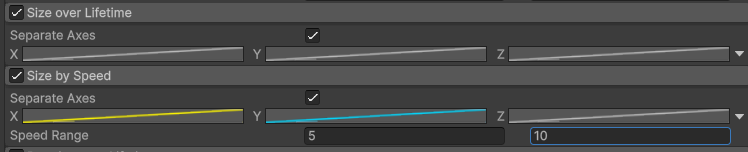 Size over Lifetime
Separate Axes
X Y Z
Size by Speed
Separate Axes
X Y Z
Speed Range 5 10